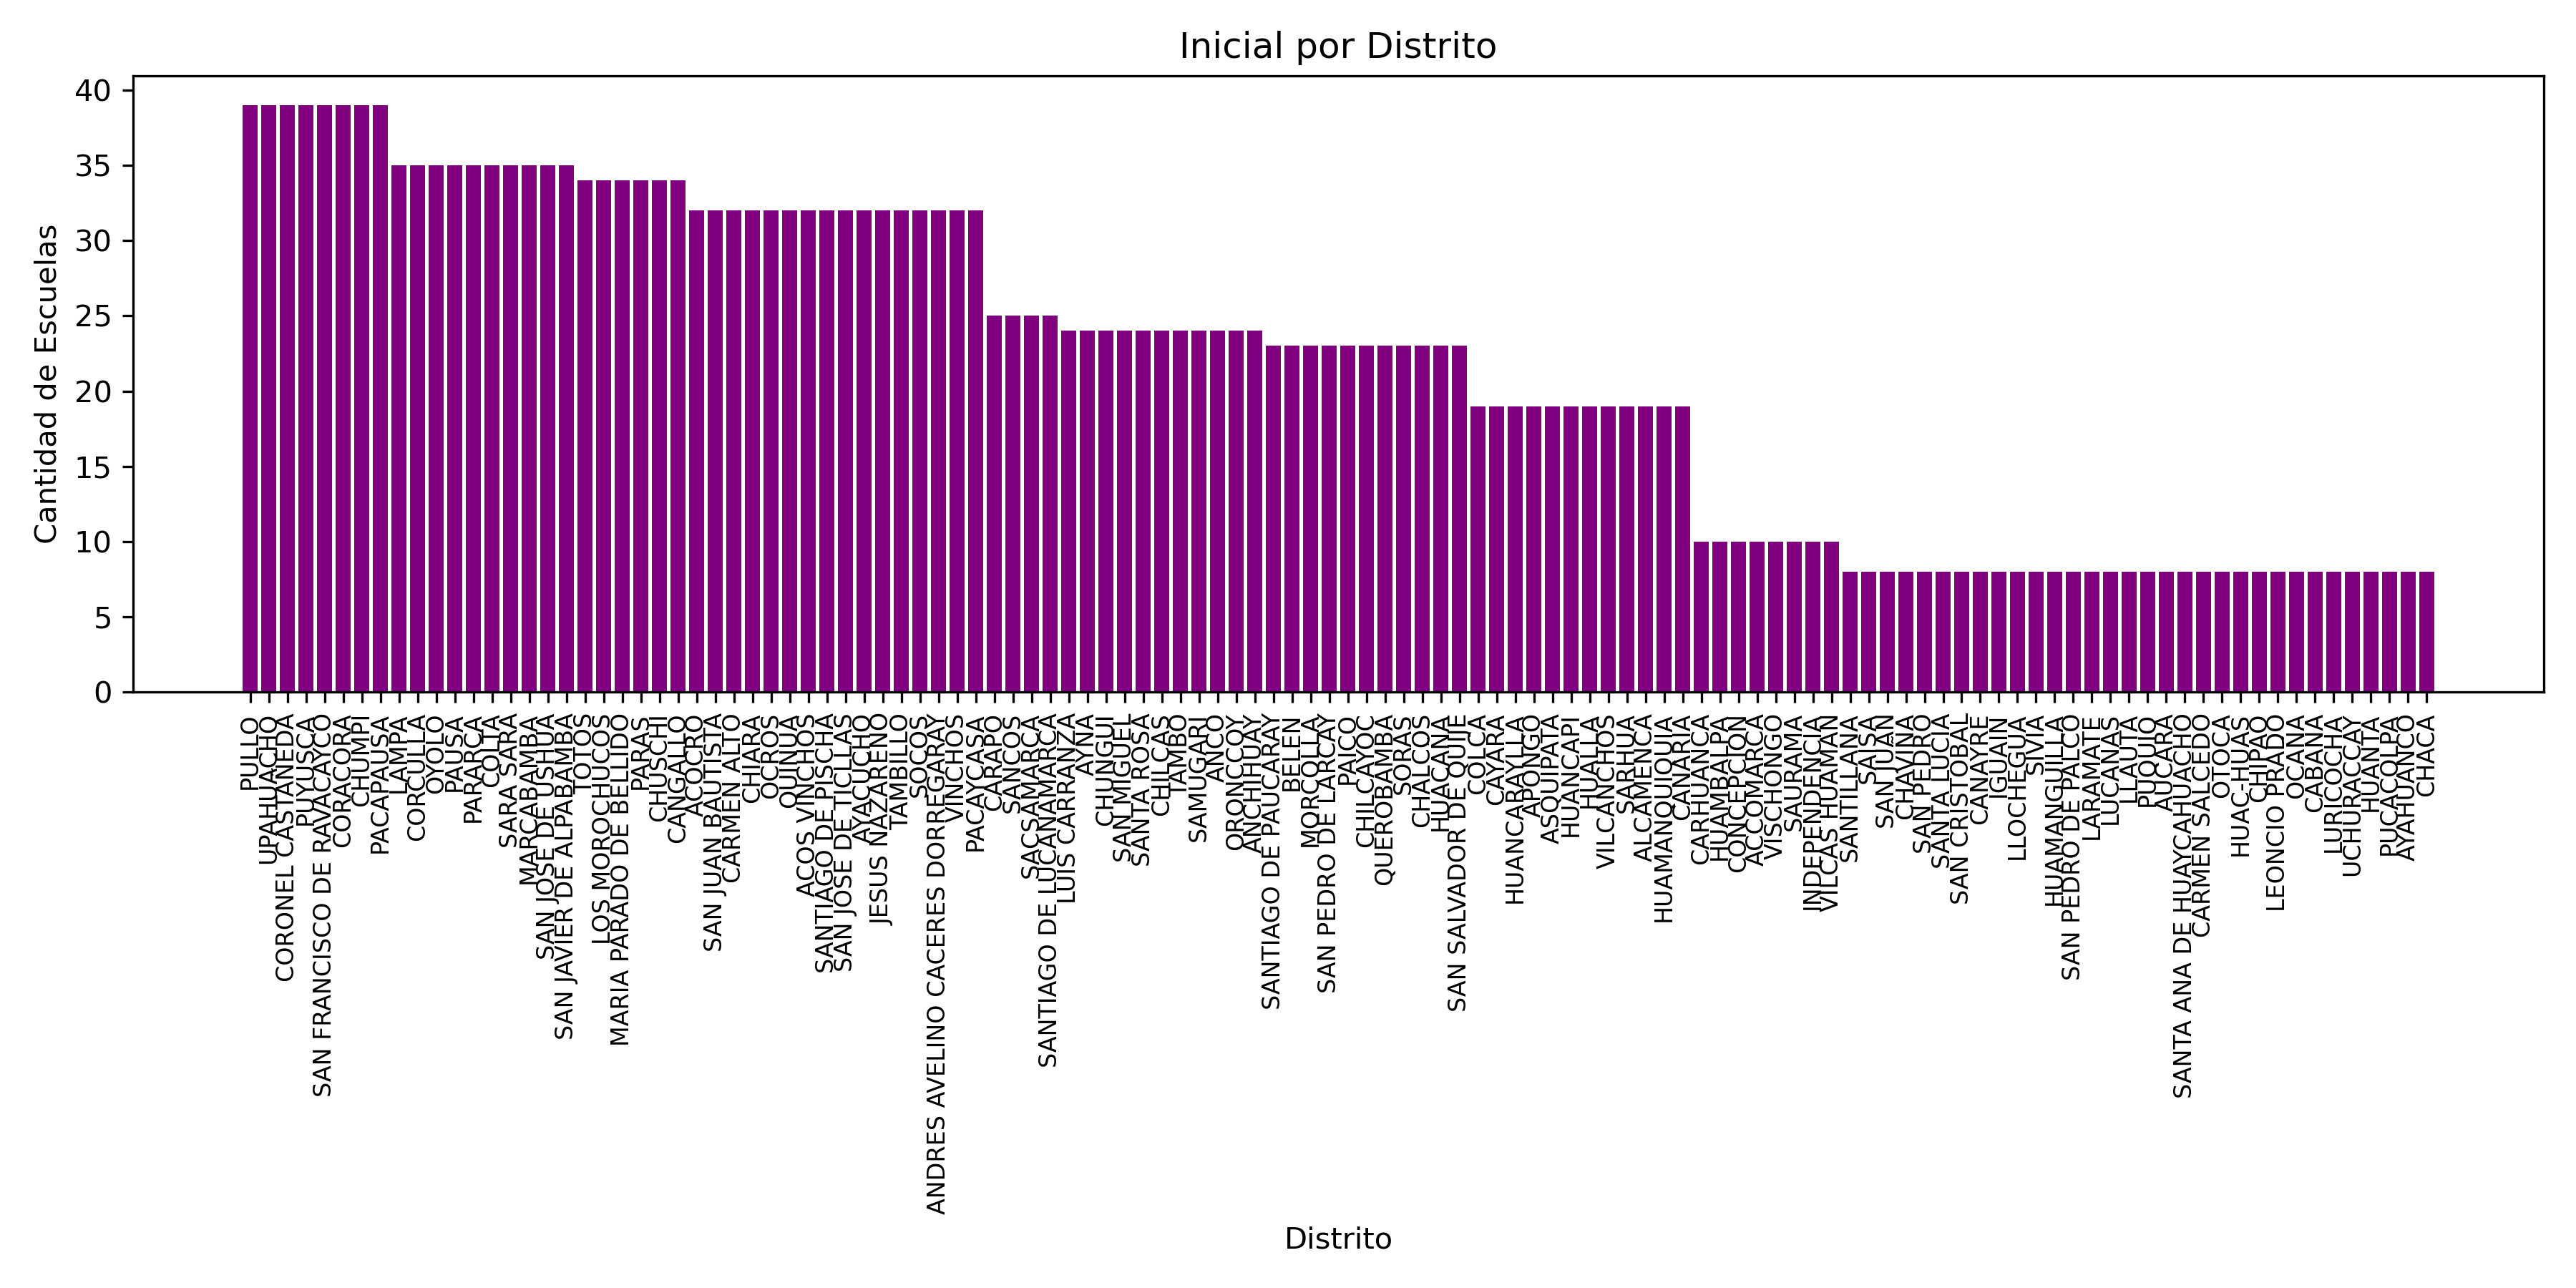 Inicial por Distrito
Cantidad de Escuelas
40
35
30
25
20
15
10
5
0
PULLO
UPAHUACHO
CORONEL CASTANEDA
PUYUSCA
SAN FRANCISCO DE RAVACAYCO
CORACORA
CHUMPI
PACAPAUSA
LAMPA
CORCULLA
OYOLO
PAUSA
PARARCA
COLTA
SARA SARA
MARCABAMBA
SAN JOSE DE USHUA
SAN JAVIER DE ALPABAMBA
TOTOS
LOS MOROCHUCOS
MARIA PARADO DE BELLIDO
PARAS
CHUSCHI
CANGALLO
ACOCRO
SAN JUAN BAUTISTA
CARMEN ALTO
CHIARA
OCROS
QUINUA
ACOS VINCHOS
SANTIAGO DE PISCHA
SAN JOSE DE TICLLAS
AYACUCHO
JESUS NAZARENO
TAMBILLO
SOCOS
ANDRES AVELINO CACERES DORREGARAY
VINCHOS
PACAYCASA
CARAPO
SANCOS
SACSAMARCA
SANTIAGO DE LUCANAMARCA
LUIS CARRANZA
AYNA
CHUNGUI
SAN MIGUEL
SANTA ROSA
CHILCAS
TAMBO
SAMUGARI
ANCO
ORONCCOY
ANCHIHUAY
SANTIAGO DE PAUCARAY
BELEN
MORCOLLA
SAN PEDRO DE LARCAY
PAICO
CHILCAYOC
QUEROBAMBA
SORAS
CHALCOS
HUACANA
SAN SALVADOR DE QUIJE
COLCA
CAYARA
HUANCARAYLLA
APONGO
ASQUIPATA
HUANCAPI
HUALLA
VILCANCHOS
SARHUA
ALCAMENCA
HUAMANQUIQUIA
CANARIA
CARHUANCA
HUAMBALPA
CONCEPCION
ACCOMARCA
VISCHONGO
SAURAMA
INDEPENDENCIA
VILCAS HUAMAN
SANTILLANA
SAISA
SAN JUAN
CHAVINA
SAN PEDRO
SANTA LUCIA
SAN CRISTOBAL
CANAYRE
IGUAIN
LLOCHEGUA
SIVIA
HUAMANGUILLA
SAN PEDRO DE PALCO
LARAMATE
LUCANAS
LLAUTA
PUQUIO
AUCARA
SANTA ANA DE HUAYCAHUACHO
CARMEN SALCEDO
OTOCA
HUAC-HUAS
CHIPAO
LEONCIO PRADO
OCANA
CABANA
LURICOCHA
UCHURACCAY
HUANTA
PUCACOLPA
AYAHUANCO
CHACA
Distrito